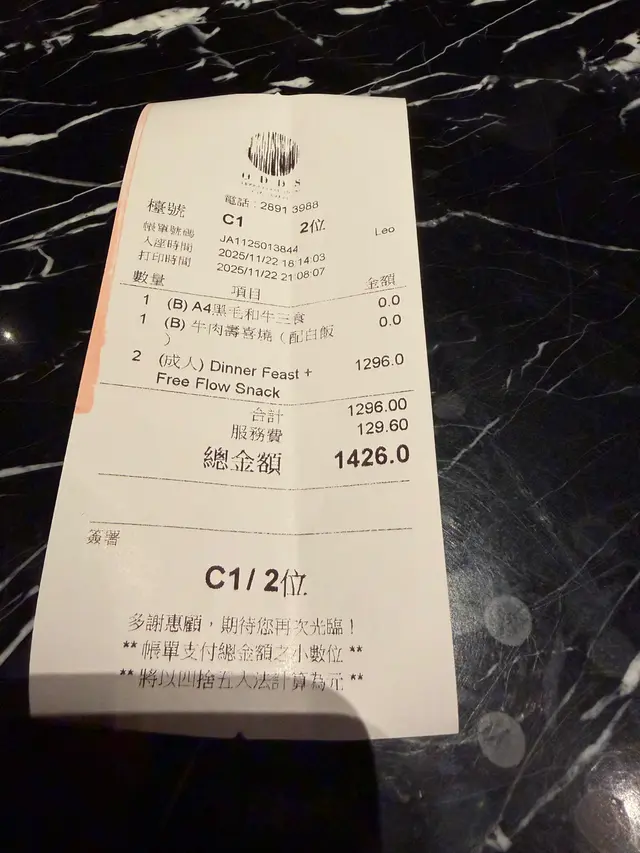 ODDS
電話：2891 3988
檯號 C1 2位 Leo
帳單號碼 JA1125013844
入座時間 2025/11/22 18:14:03
打印時間 2025/11/22 21:08:07
數量 項目 金額
1 (B) A4黑毛和牛三食 0.0
1 (B) 牛肉壽喜燒（配白飯 0.0
）
2 (成人) Dinner Feast + 1296.0
Free Flow Snack
合計 1296.00
服務費 129.60
總金額 1426.0
簽署
C1/ 2位
多謝惠顧，期待您再次光臨！
** 帳單支付總金額之小數位 **
** 將以四捨五入法計算為元 **